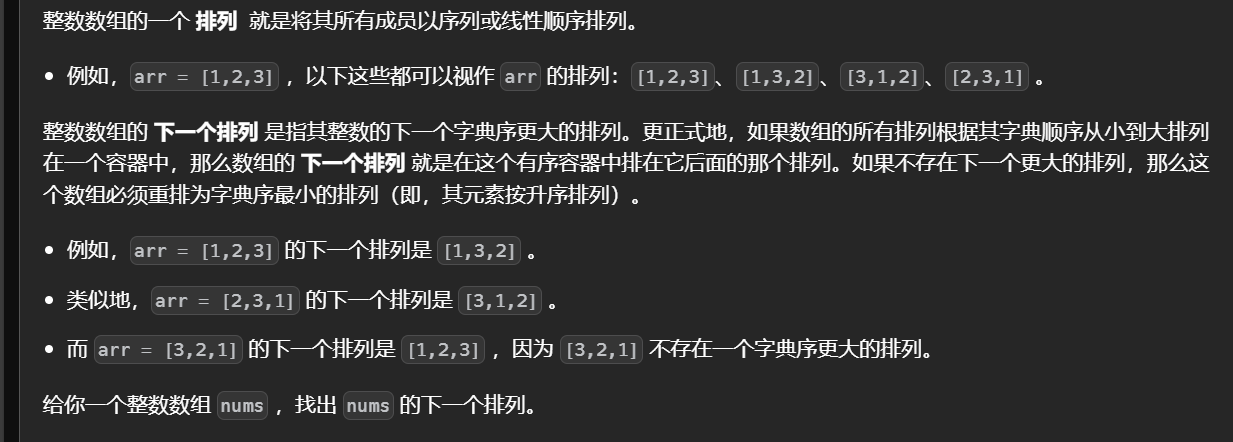 整数数组的一个 排列 就是将其所有成员以序列或线性顺序排列。
• 例如，arr = [1,2,3] ，以下这些都可以视作 arr 的排列：[1,2,3]、[1,3,2]、[3,1,2]、[2,3,1] 。
整数数组的 下一个排列 是指其整数的下一个字典序更大的排列。更正式地，如果数组的所有排列根据其字典顺序从小到大排列
在一个容器中，那么数组的 下一个排列 就是在这个有序容器中排在它后面的那个排列。如果不存在下一个更大的排列，那么这
个数组必须重排为字典序最小的排列（即，其元素按升序排列）。
• 例如，arr = [1,2,3] 的下一个排列是 [1,3,2] 。
• 类似地，arr = [2,3,1] 的下一个排列是 [3,1,2] 。
• 而 arr = [3,2,1] 的下一个排列是 [1,2,3] ，因为 [3,2,1] 不存在一个字典序更大的排列。
给你一个整数数组 nums ，找出 nums 的下一个排列。